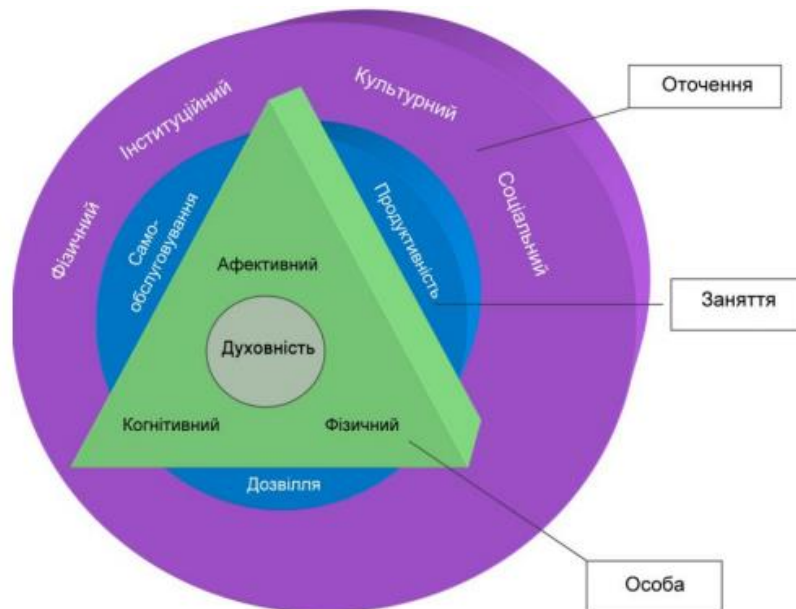 Культурний
Оточення
Інституційний
Фізичний
Соціальний
Само-
обслуговування
Продуктивність
Афективний
Заняття
Духовність
Когнітивний
Фізичний
Дозвілля
Особа